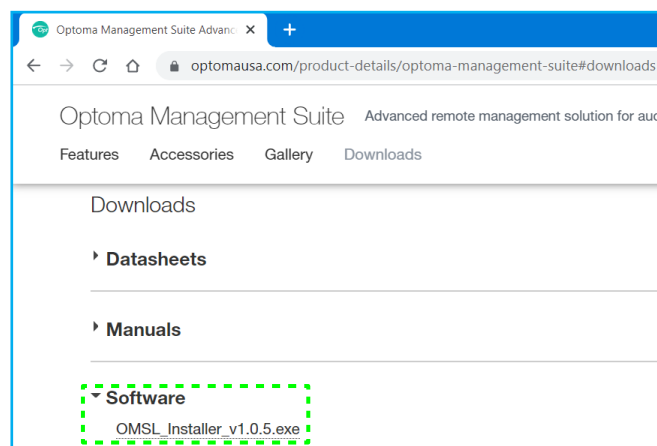 Optoma Management Suite Advanc
optomausa.com/product-details/optoma-management-suite#downloads
Optoma Management Suite Advanced remote management solution for auc
Features Accessories Gallery Downloads
Downloads
Datasheets
Manuals
Software
OMSL_Installer_v1.0.5.exe